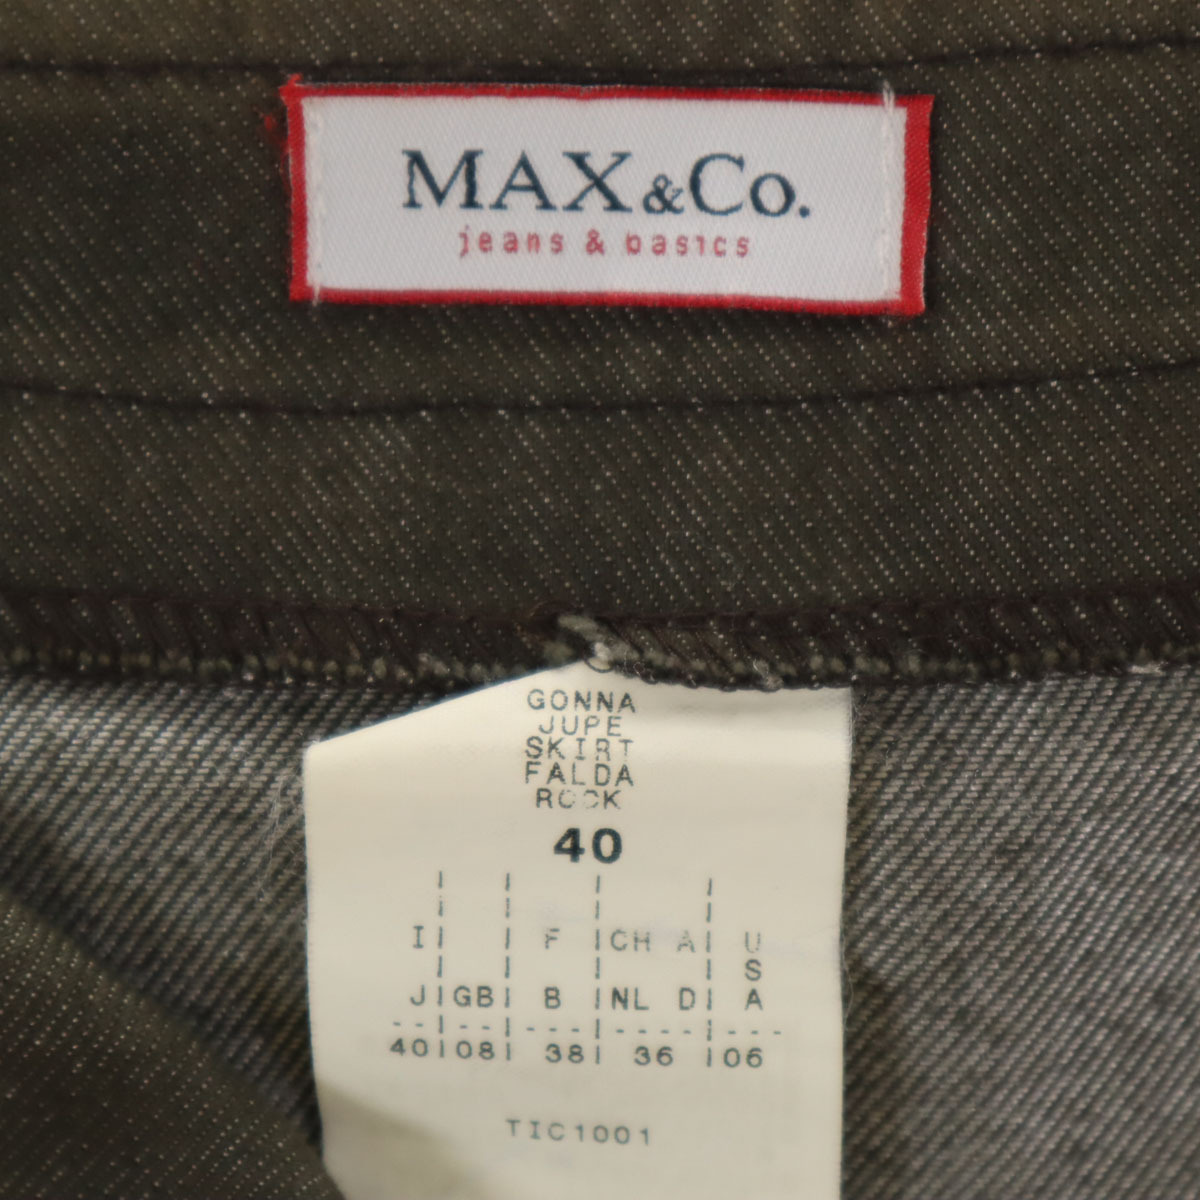 MAX&Co.
jeans & basics
GONNA
JUPE
SKIRT
FALDA
ROCK
40
I | | F | CH A | U
S
J | GB | B | NL D | A
40 | 08 | 38 | 36 | 06
TIC1001